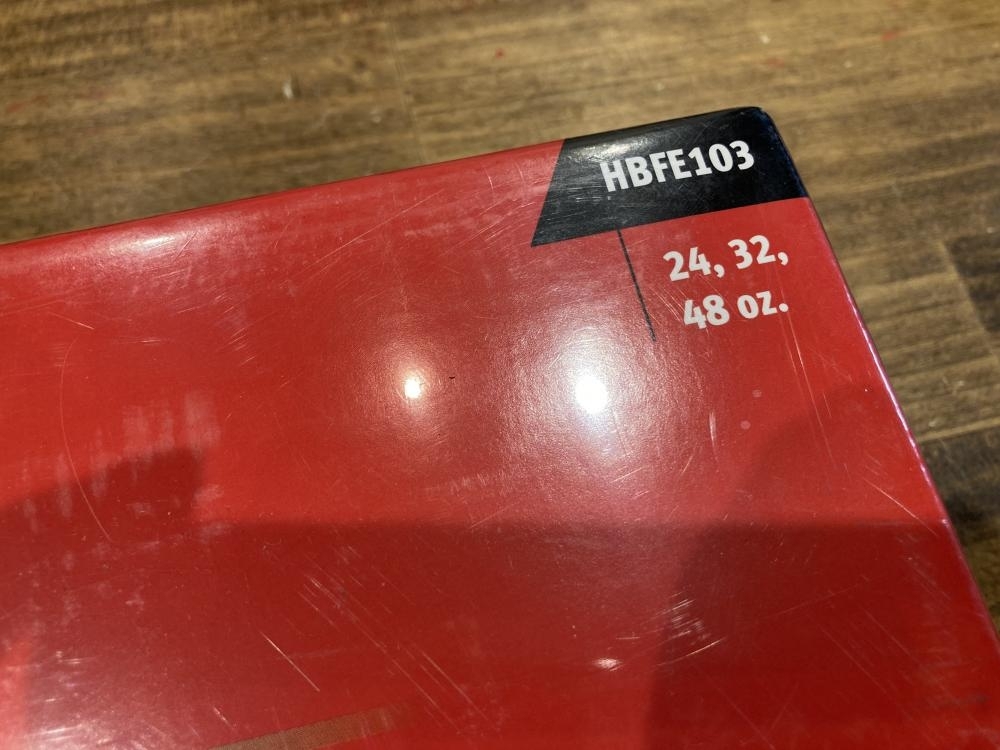 HBFE103
24, 32,
48 oz.